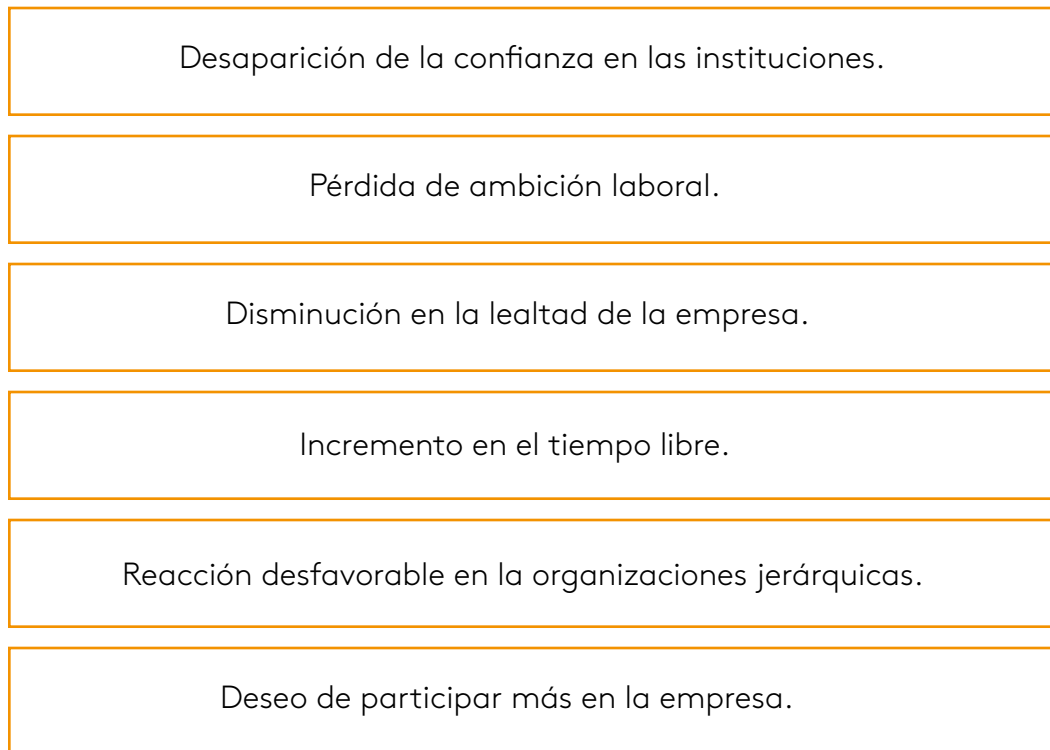 Desaparición de la confianza en las instituciones.
Pérdida de ambición laboral.
Disminución en la lealtad de la empresa.
Incremento en el tiempo libre.
Reacción desfavorable en la organizaciones jerárquicas.
Deseo de participar más en la empresa.